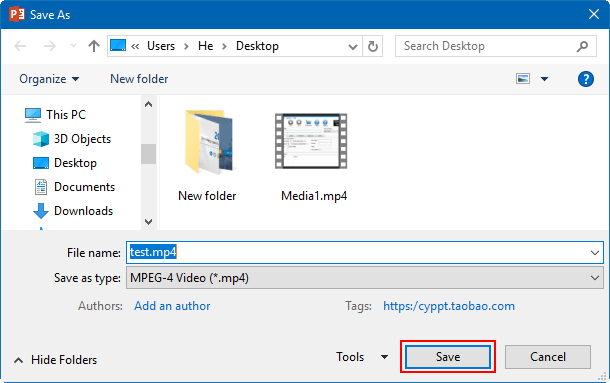 Save As
Users He Desktop
Search Desktop
Organize New folder
This PC
3D Objects
Desktop
Documents
Downloads
New folder Media1.mp4
File name: test.mp4
Save as type: MPEG-4 Video (*.mp4)
Authors: Add an author Tags: https:/cyppt.taobao.com
Hide Folders Tools Save Cancel